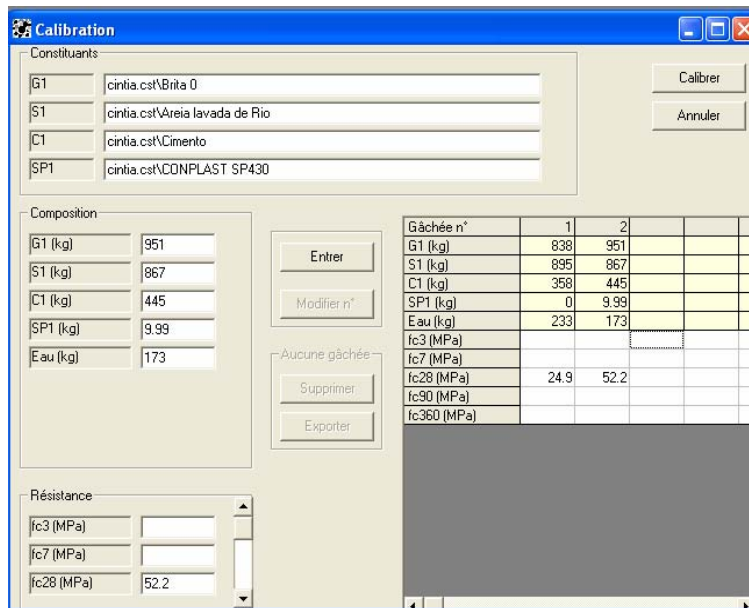 Calibration
Constituants
G1 cintia.cst\Brita 0
S1 cintia.cst\Areia lavada de Rio
C1 cintia.cst\Cimento
SP1 cintia.cst\CONPLAST SP430
Calibrer
Annuler
Composition
G1 (kg) 951
S1 (kg) 867
C1 (kg) 445
SP1 (kg) 9.99
Eau (kg) 173
Entrer
Modifier n°
Aucune gâchée
Supprimer
Exporter
Résistance
fc3 (MPa)
fc7 (MPa)
fc28 (MPa) 52.2
Gâchée n° 1 2
G1 (kg) 838 951
S1 (kg) 895 867
C1 (kg) 358 445
SP1 (kg) 0 9.99
Eau (kg) 233 173
fc3 (MPa)
fc7 (MPa)
fc28 (MPa) 24.9 52.2
fc90 (MPa)
fc360 (MPa)